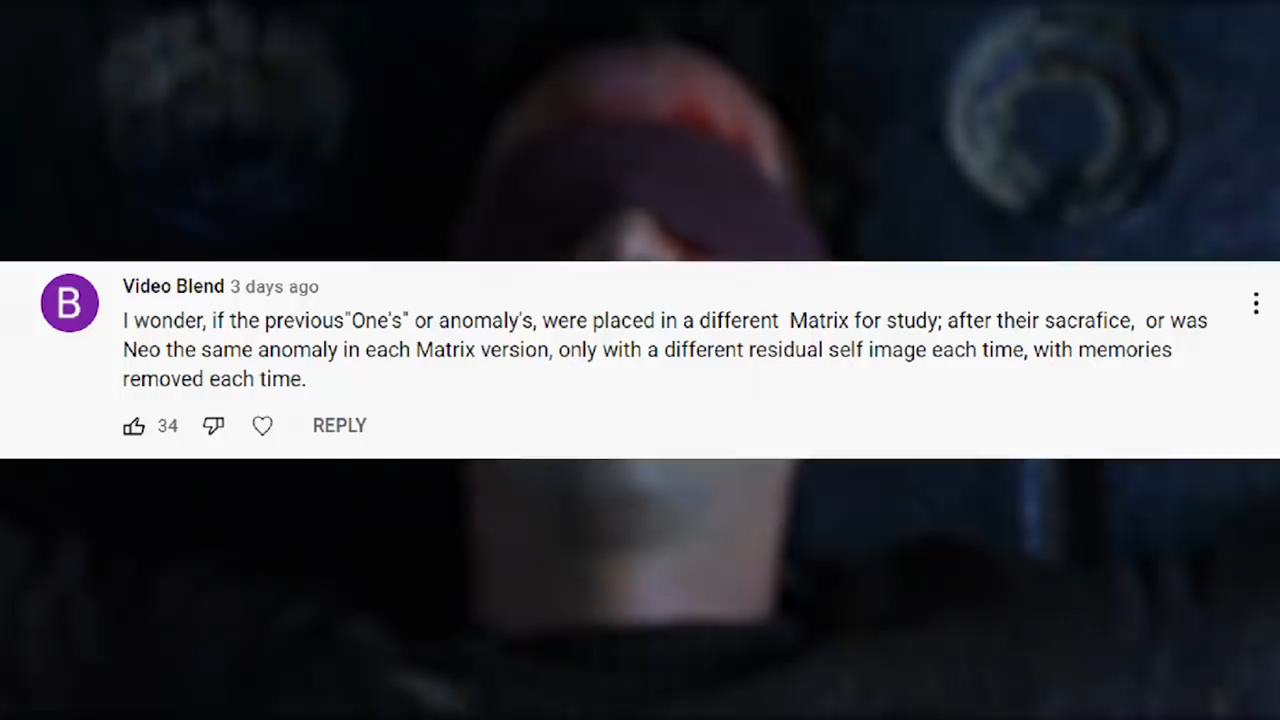 B
Video Blend 3 days ago
I wonder, if the previous"One's" or anomaly's, were placed in a different  Matrix for study; after their sacrafice,  or was
Neo the same anomaly in each Matrix version, only with a different residual self image each time, with memories
removed each time.
34 REPLY